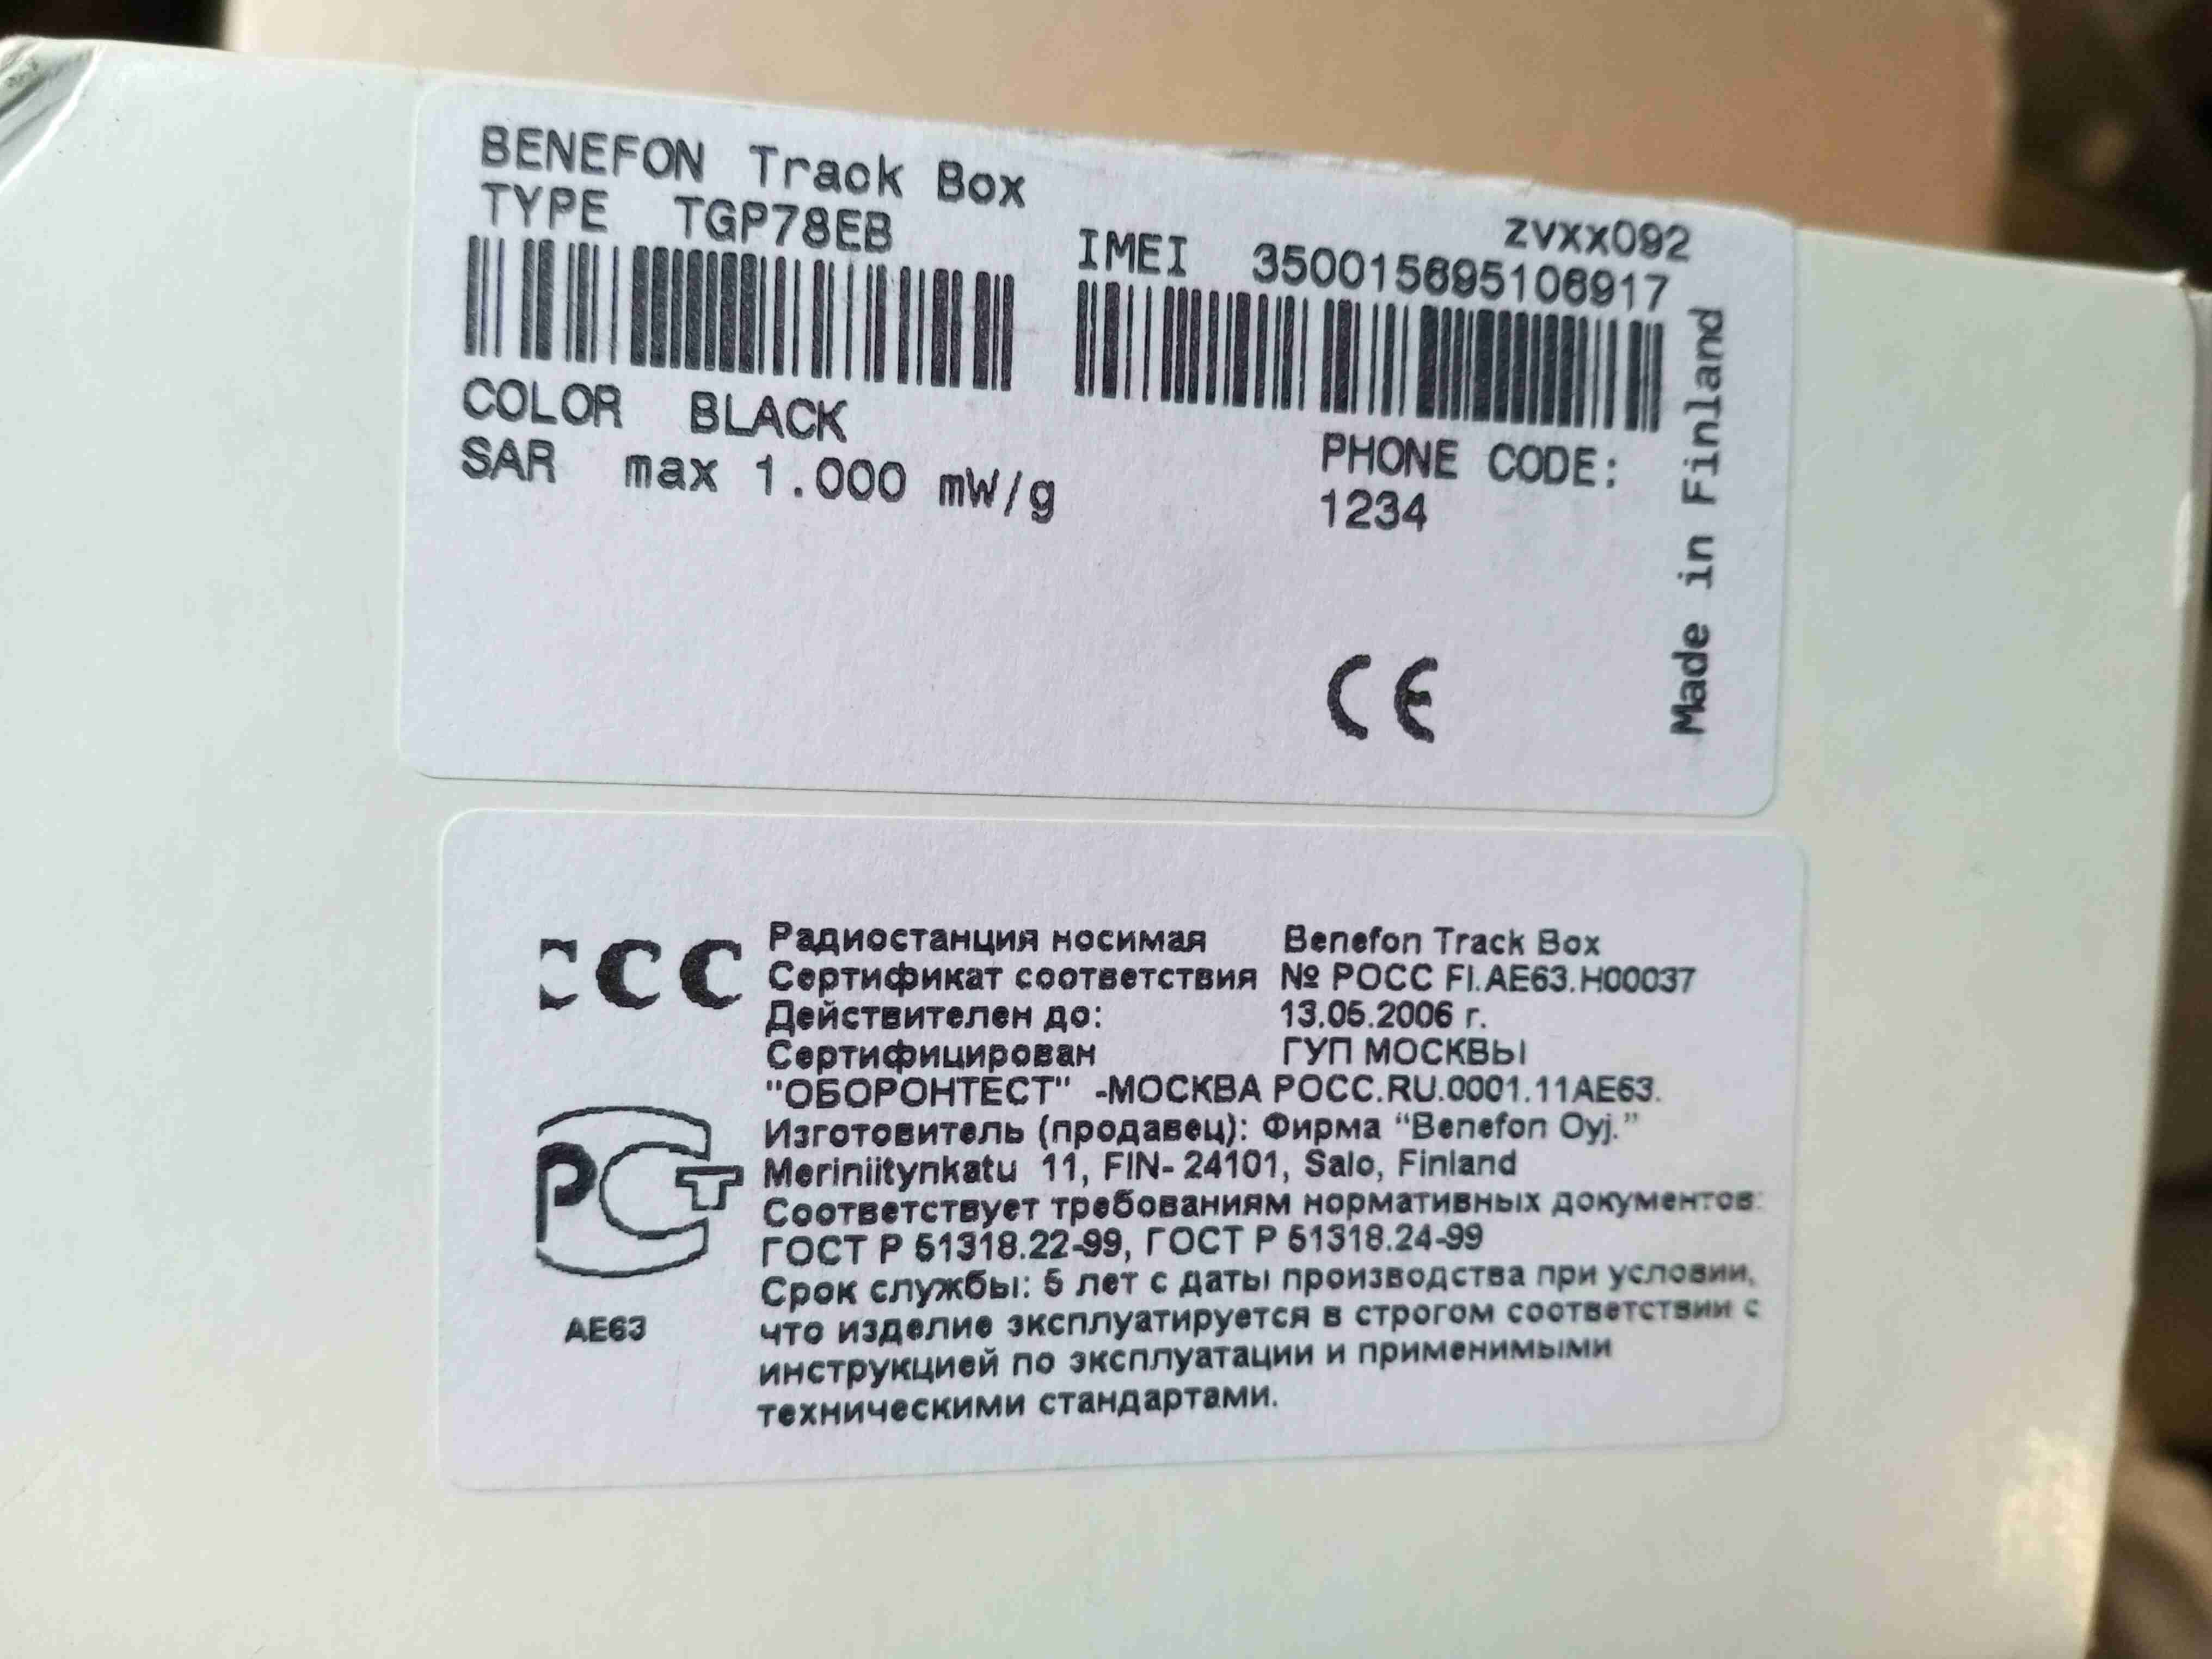 BENEFON Track Box
TYPE TGP78EB
zvxx092
IMEI 350015695106917
COLOR BLACK
SAR max 1.000 mW/g
PHONE CODE:
1234
Made in Finland
CE
ССС
Радиостанция носимая Benefon Track Box
Сертификат соответствия № РОСС FI.АЕ63.Н00037
Действителен до: 13.05.2006 г.
Сертифицирован ГУП МОСКВЫ
"ОБОРОНТЕСТ" -МОСКВА РОСС.RU.0001.11АЕ63.
Изготовитель (продавец): Фирма “Benefon Oyj.”
Meriniitynkatu 11, FIN- 24101, Salo, Finland
Соответствует требованиям нормативных документов:
ГОСТ Р 51318.22-99, ГОСТ Р 51318.24-99
Срок службы: 5 лет с даты производства при условии,
что изделие эксплуатируется в строгом соответствии с
инструкцией по эксплуатации и применимыми
техническими стандартами.
РСТ
АЕ63